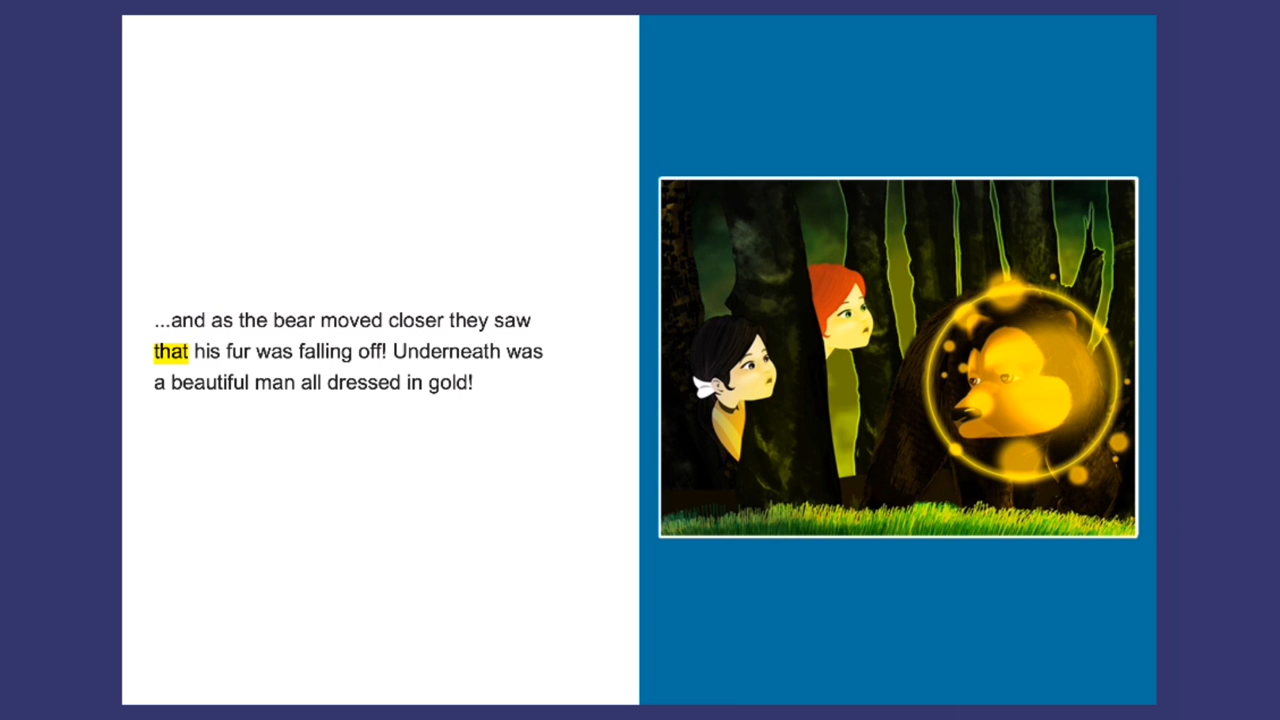 ...and as the bear moved closer they saw
that his fur was falling off! Underneath was
a beautiful man all dressed in gold!